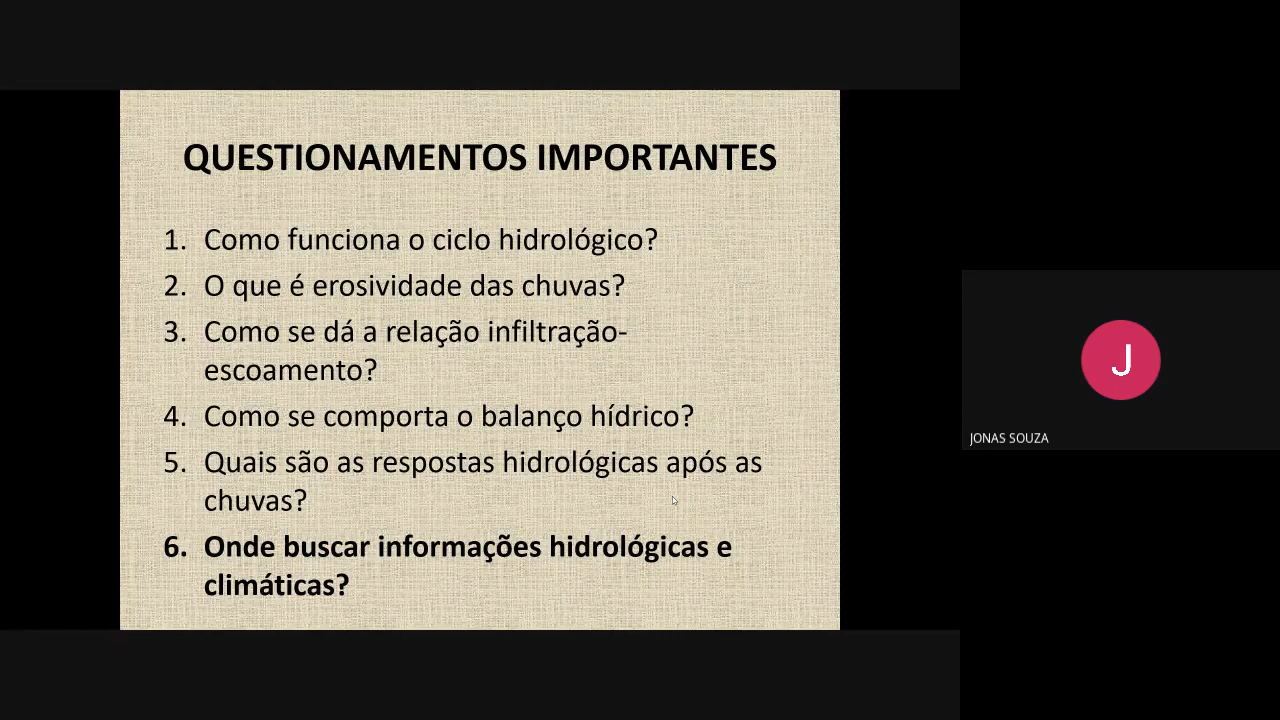 QUESTIONAMENTOS IMPORTANTES
1. Como funciona o ciclo hidrológico?
2. O que é erosividade das chuvas?
3. Como se dá a relação infiltração-
escoamento?
4. Como se comporta o balanço hídrico?
5. Quais são as respostas hidrológicas após as
chuvas?
6. Onde buscar informações hidrológicas e
climáticas?
J
JONAS SOUZA